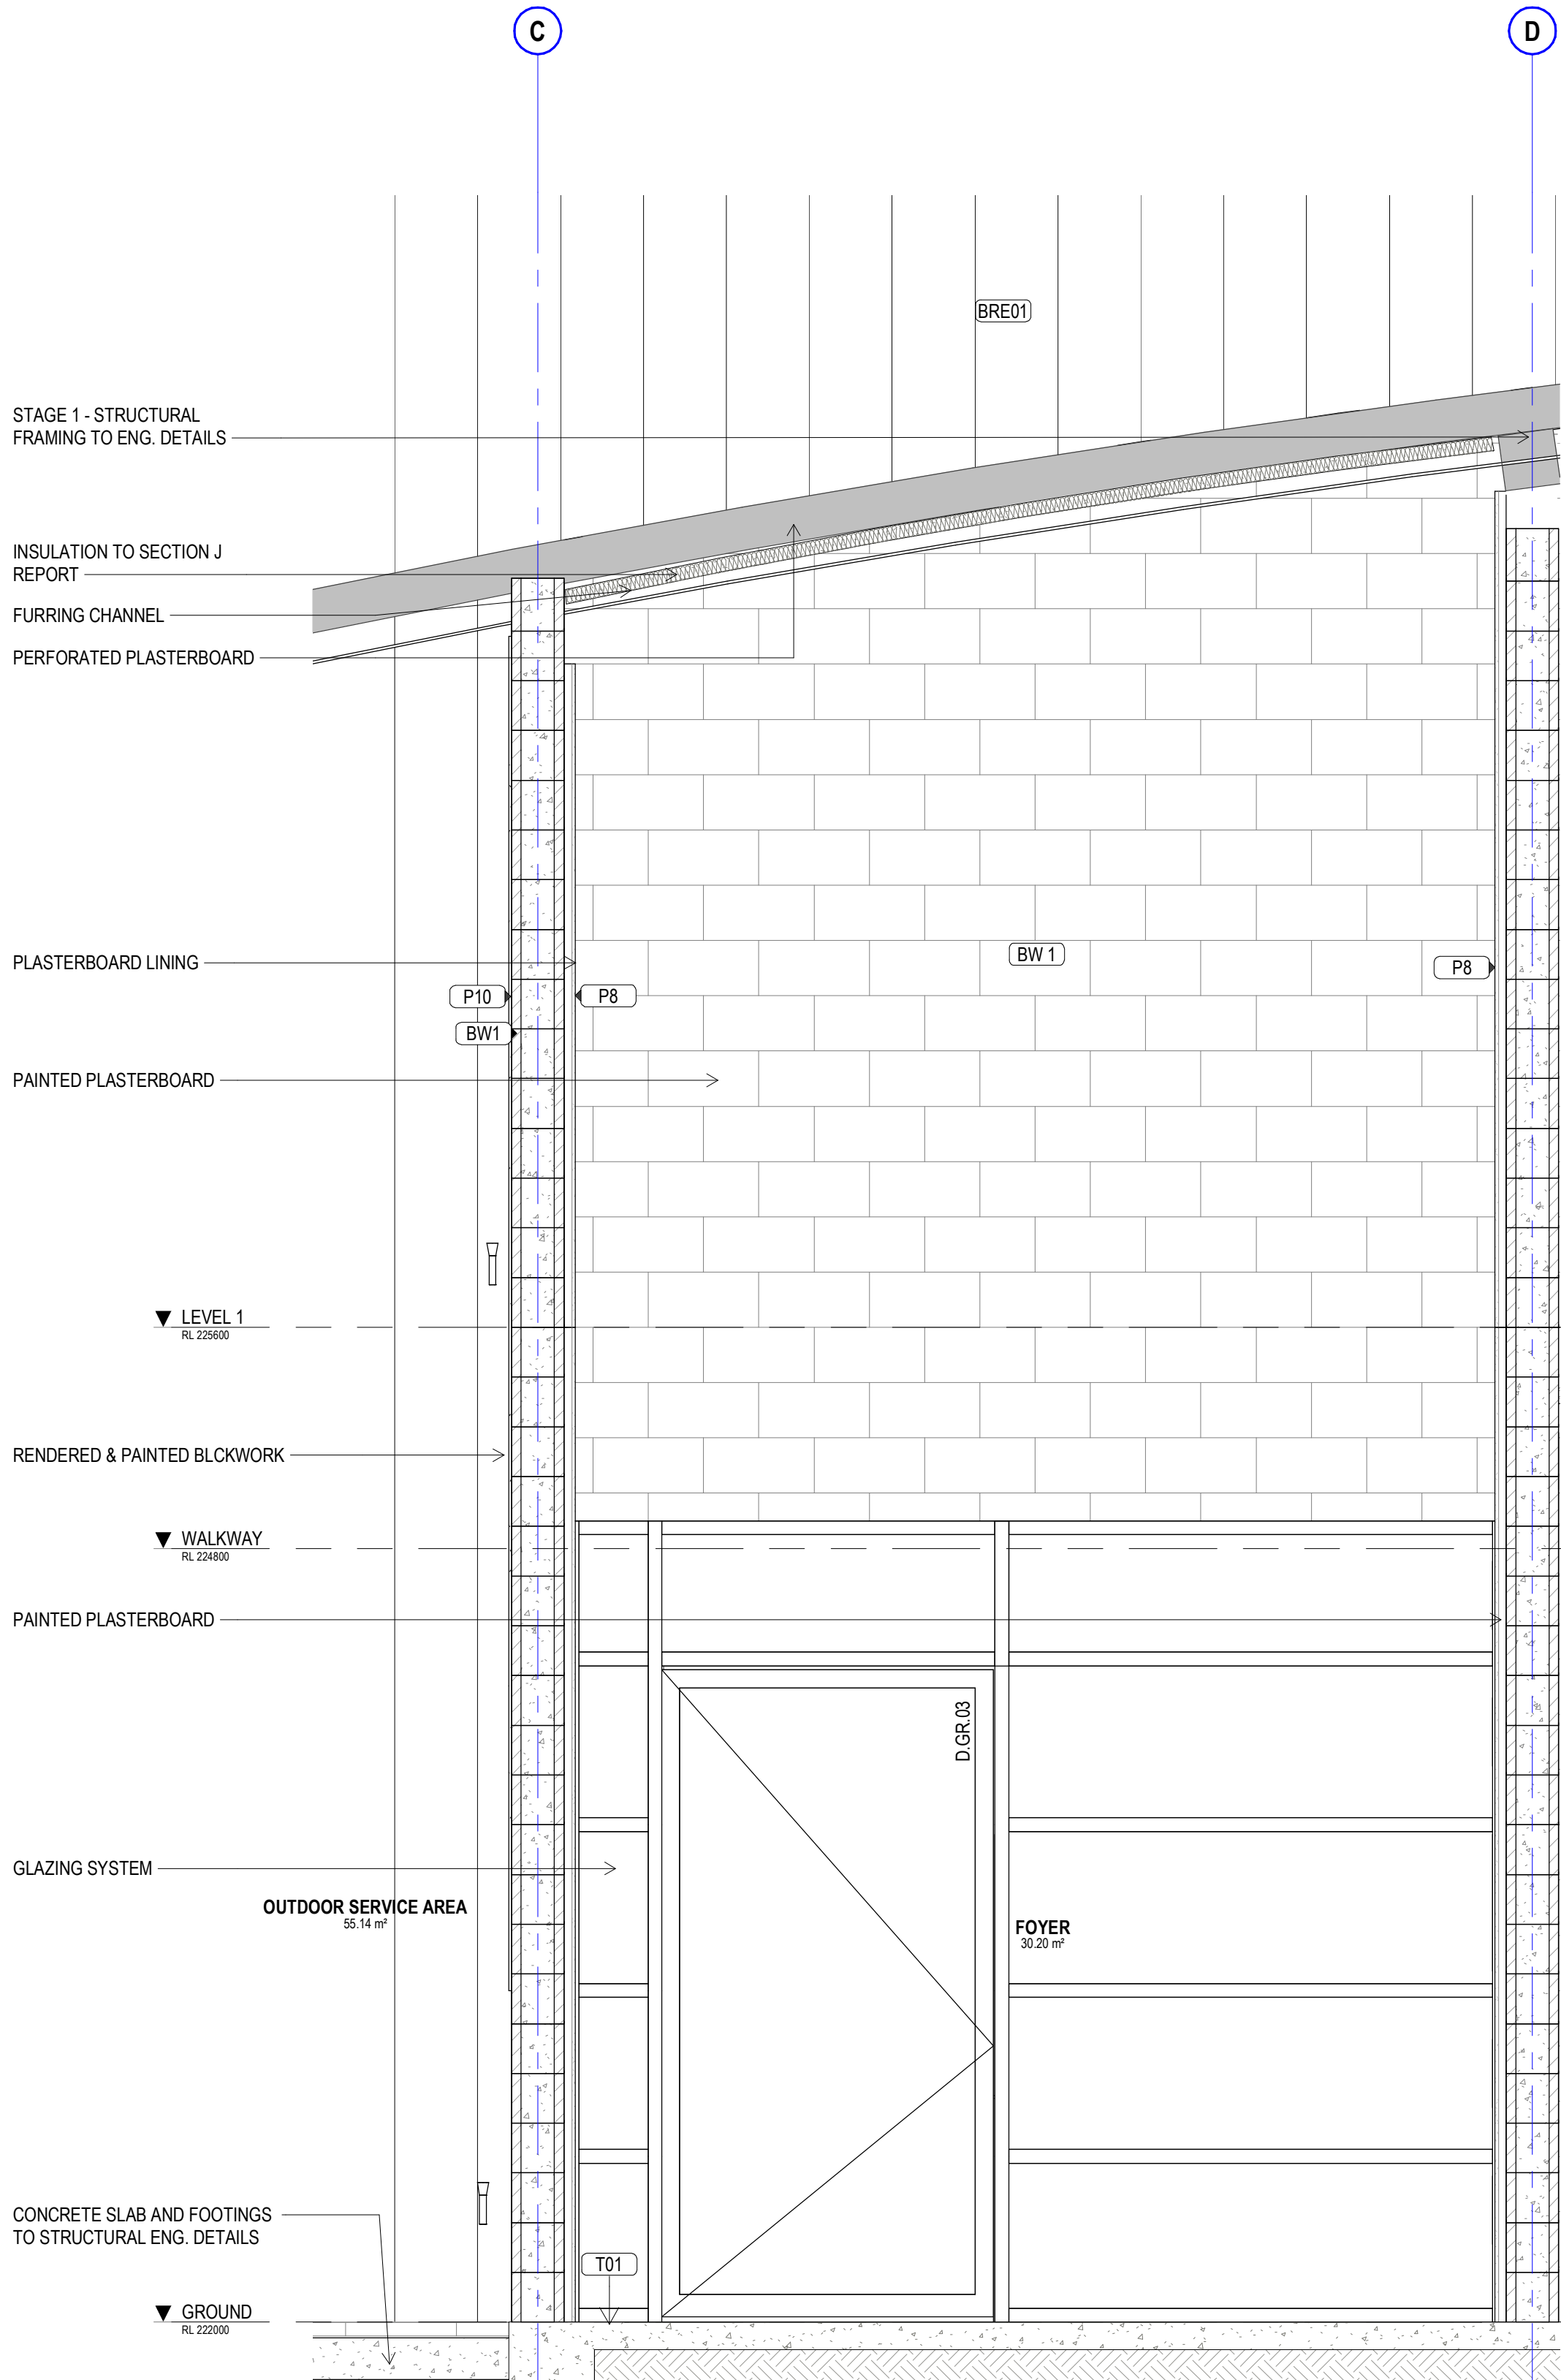 C
D
BRE01
STAGE 1 - STRUCTURAL
FRAMING TO ENG. DETAILS
INSULATION TO SECTION J
REPORT
FURRING CHANNEL
PERFORATED PLASTERBOARD
PLASTERBOARD LINING
BW 1
P8
P10
P8
BW1
PAINTED PLASTERBOARD
LEVEL 1
RL 225600
RENDERED & PAINTED BLCKWORK
WALKWAY
RL 224800
PAINTED PLASTERBOARD
D.GR.03
GLAZING SYSTEM
OUTDOOR SERVICE AREA
55.14 m²
FOYER
30.20 m²
CONCRETE SLAB AND FOOTINGS
TO STRUCTURAL ENG. DETAILS
T01
GROUND
RL 222000